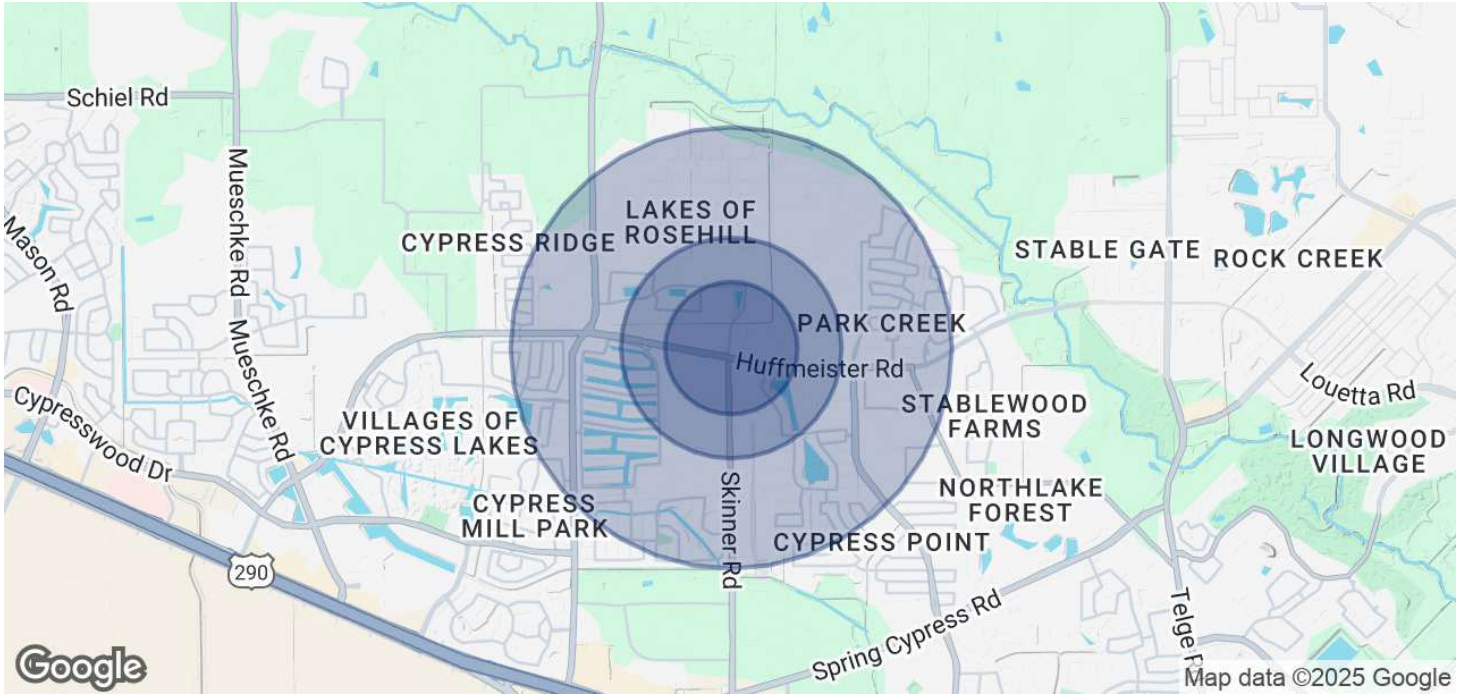 Schiel Rd
Mueschke Rd
Mason Rd
LAKES OF
ROSEHILL
CYPRESS RIDGE
STABLE GATE
ROCK CREEK
PARK CREEK
Huffmeister Rd
Mueschke Rd
Cypresswood Dr
VILLAGES OF
CYPRESS LAKES
STABLEWOOD
FARMS
Louetta Rd
LONGWOOD
VILLAGE
CYPRESS
MILL PARK
Skinner Rd
NORTHLAKE
FOREST
CYPRESS POINT
290
Spring Cypress Rd
Telge R
Google
Map data ©2025 Google